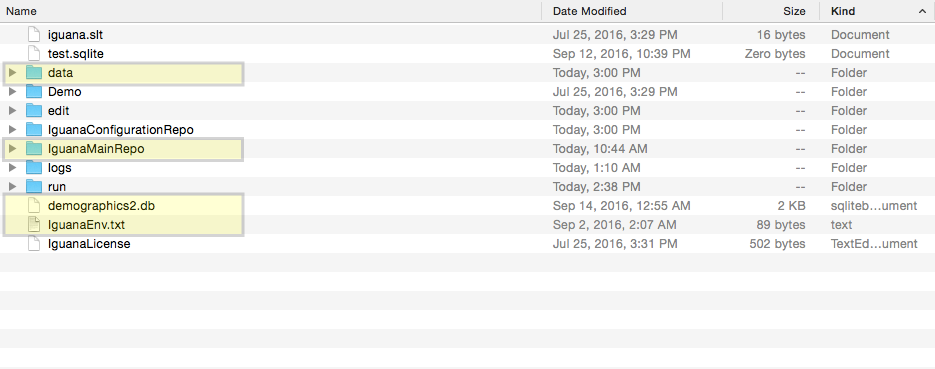 Name Date Modified Size Kind
iguana.slt Jul 25, 2016, 3:29 PM 16 bytes Document
test.sqlite Sep 12, 2016, 10:39 PM Zero bytes Document
data Today, 3:00 PM -- Folder
Demo Jul 25, 2016, 3:29 PM -- Folder
edit Today, 3:00 PM -- Folder
IguanaConfigurationRepo Today, 3:00 PM -- Folder
IguanaMainRepo Today, 10:44 AM -- Folder
logs Today, 1:10 AM -- Folder
run Today, 2:38 PM -- Folder
demographics2.db Sep 14, 2016, 12:55 AM 2 KB sqliteb...ument
IguanaEnv.txt Sep 2, 2016, 2:07 AM 89 bytes text
IguanaLicense Jul 25, 2016, 3:31 PM 502 bytes TextEd...ument